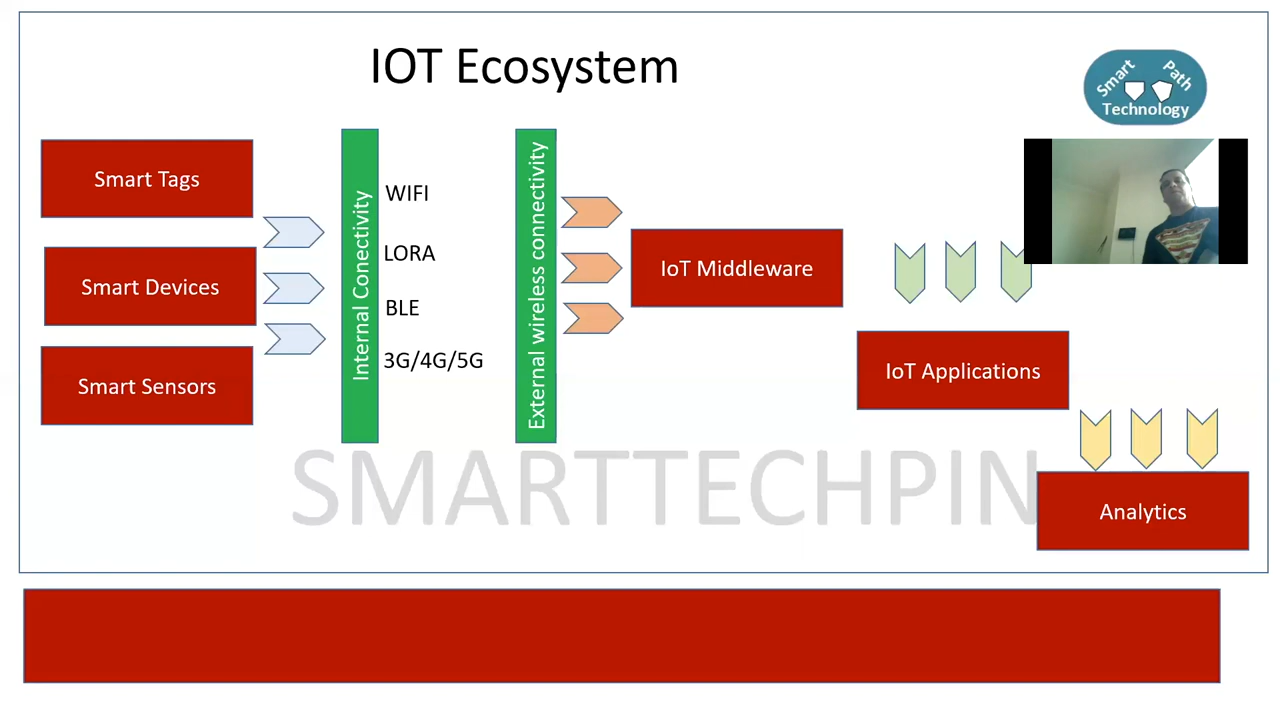 IOT Ecosystem
Smart Path
Technology
Smart Tags
Smart Devices
Smart Sensors
Internal Conectivity
WIFI
LORA
BLE
3G/4G/5G
External wireless connectivity
IoT Middleware
IoT Applications
Analytics
SMARTTECHPIN